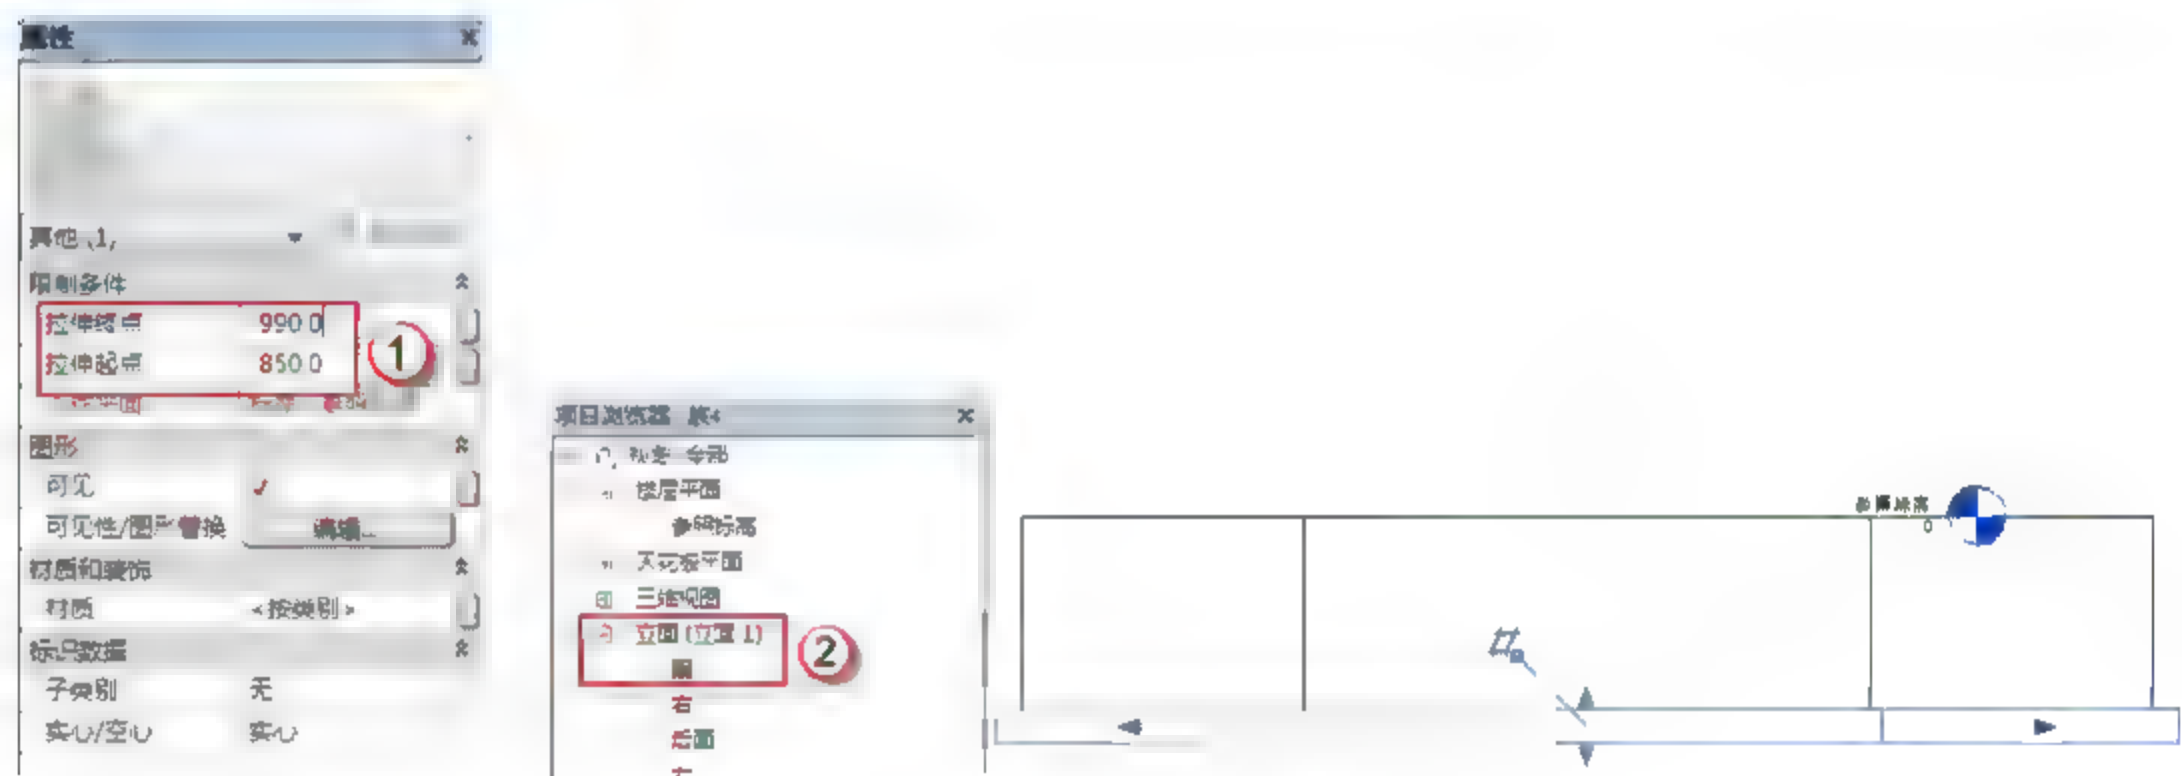 属性
其他 (1)
限制条件
拉伸终点 990.0
拉伸起点 850.0
1
图形
可见
可见性/图形替换 编辑...
材质和装饰
材质 <按类别>
标识数据
子类别 无
实心/空心 实心
项目浏览器
视图 全部
楼层平面
参照标高
天花板平面
三维视图
立面 (立面 1)
2
右
后面
参照标高
0